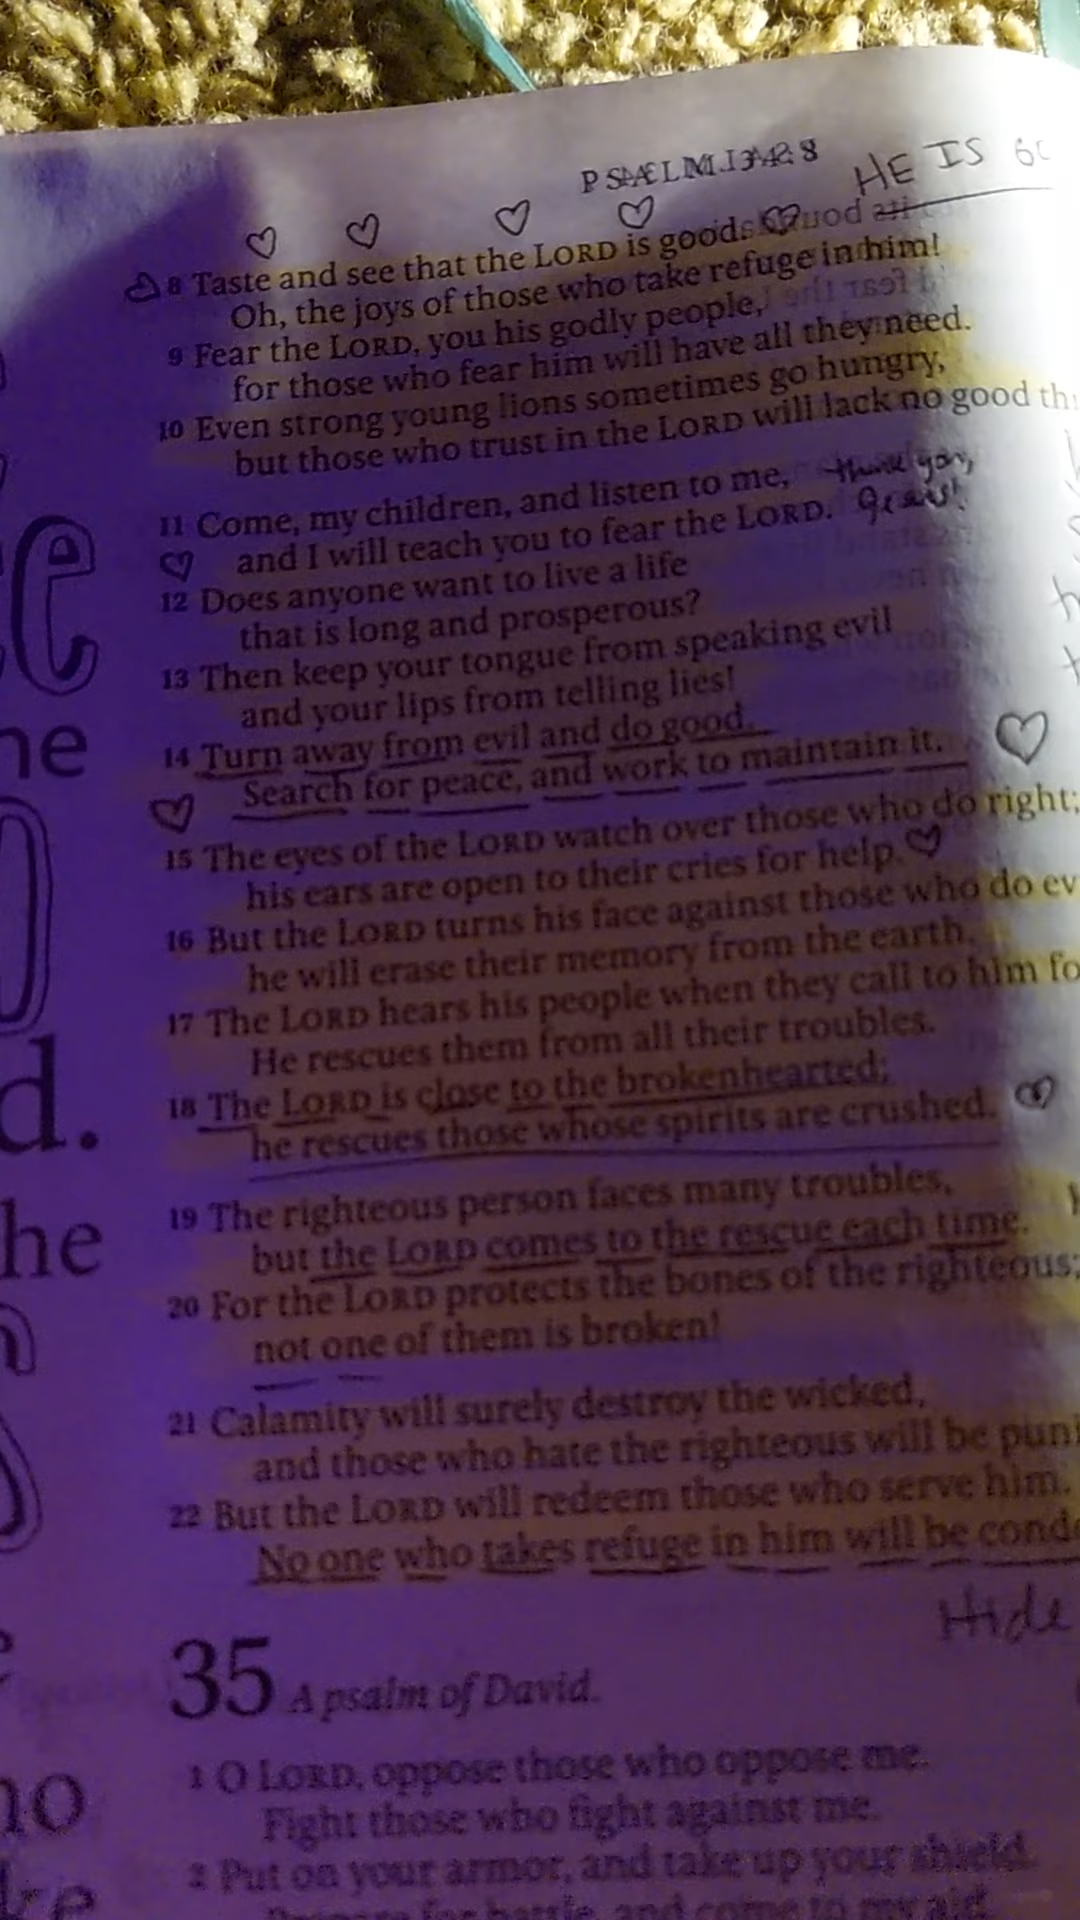 HE IS
8 Taste and see that the LORD is good.
Oh, the joys of those who take refuge in him!
9 Fear the LORD, you his godly people,
for those who fear him will have all they need.
10 Even strong young lions sometimes go hungry,
but those who trust in the LORD will lack no good
11 Come, my children, and listen to me, thank you,
and I will teach you to fear the LORD.
12 Does anyone want to live a life
that is long and prosperous?
13 Then keep your tongue from speaking evil
and your lips from telling lies!
14 Turn away from evil and do good.
Search for peace, and work to maintain it.
15 The eyes of the LORD watch over those who do right;
his ears are open to their cries for help.
16 But the LORD turns his face against those who do ev
he will erase their memory from the earth.
17 The LORD hears his people when they call to him fo
He rescues them from all their troubles.
18 The LORD is close to the brokenhearted;
he rescues those whose spirits are crushed.
19 The righteous person faces many troubles,
but the LORD comes to the rescue each time.
20 For the LORD protects the bones of the righteous;
not one of them is broken!
21 Calamity will surely destroy the wicked,
and those who hate the righteous will be puni
22 But the LORD will redeem those who serve him.
No one who takes refuge in him will be conde
Hide
35 A psalm of David.
1 O LORD, oppose those who oppose me.
Fight those who fight against me.
2 Put on your armor, and take up your shield.
Prepare for battle, and come to my aid.
e
he
d.
he
no
ke